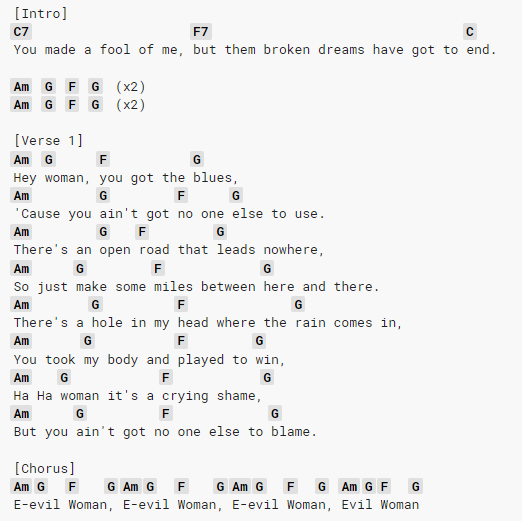 [Intro]
C7 F7 C
You made a fool of me, but them broken dreams have got to end.
Am G F G (x2)
Am G F G (x2)
[Verse 1]
Am G F G
Hey woman, you got the blues,
Am G F G
'Cause you ain't got no one else to use.
Am G F G
There's an open road that leads nowhere,
Am G F G
So just make some miles between here and there.
Am G F G
There's a hole in my head where the rain comes in,
Am G F G
You took my body and played to win,
Am G F G
Ha Ha woman it's a crying shame,
Am G F G
But you ain't got no one else to blame.
[Chorus]
Am G F G Am G F G Am G F G Am G F G
E-evil Woman, E-evil Woman, E-evil Woman, Evil Woman